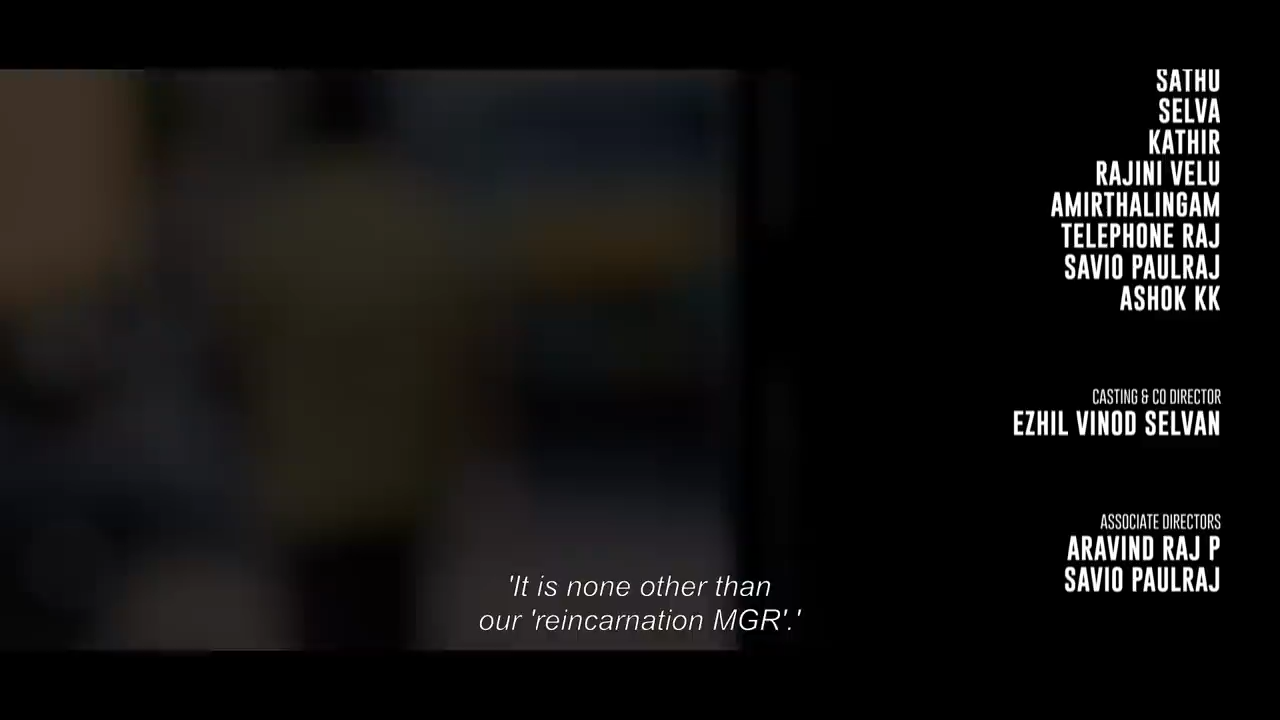 SATHU
SELVA
KATHIR
RAJINI VELU
AMIRTHALINGAM
TELEPHONE RAJ
SAVIO PAULRAJ
ASHOK KK
CASTING & CO DIRECTOR
EZHIL VINOD SELVAN
ASSOCIATE DIRECTORS
ARAVIND RAJ P
SAVIO PAULRAJ
'It is none other than
our 'reincarnation MGR'.'